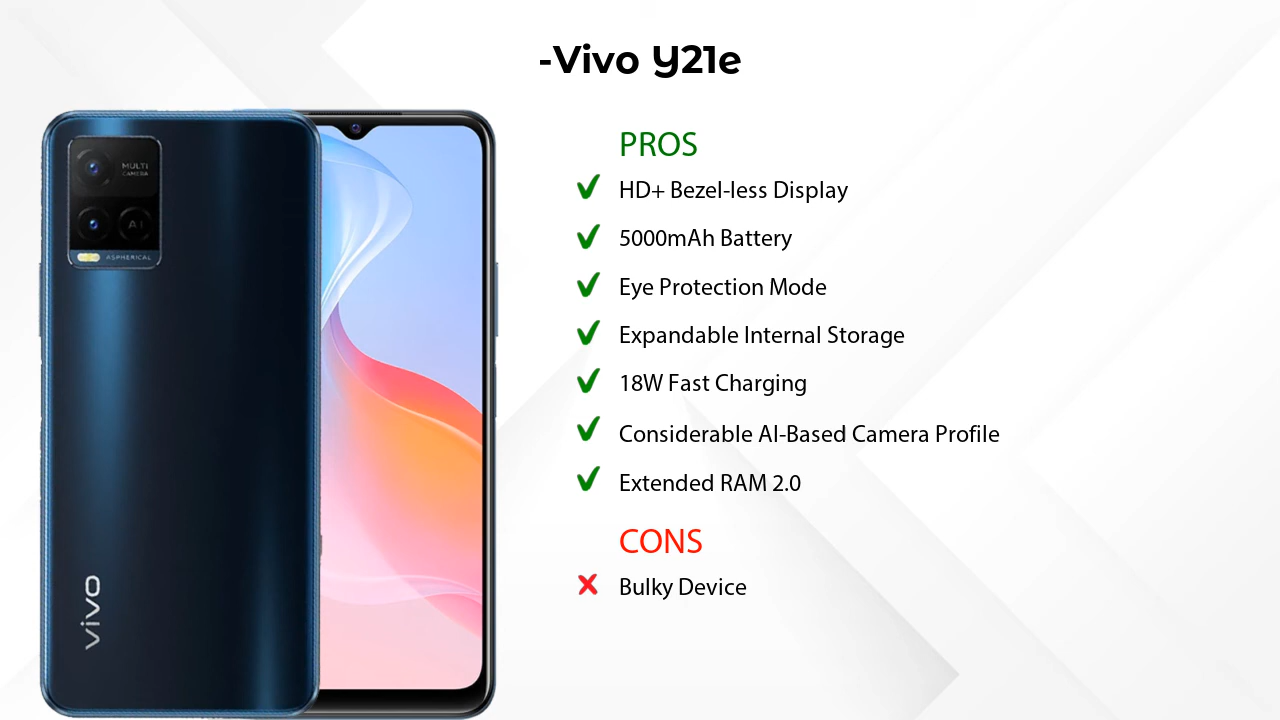 -Vivo Y21e
MULTI
CAMERA
AI
ASPHERICAL
vivo
PROS
HD+ Bezel-less Display
5000mAh Battery
Eye Protection Mode
Expandable Internal Storage
18W Fast Charging
Considerable AI-Based Camera Profile
Extended RAM 2.0
CONS
Bulky Device